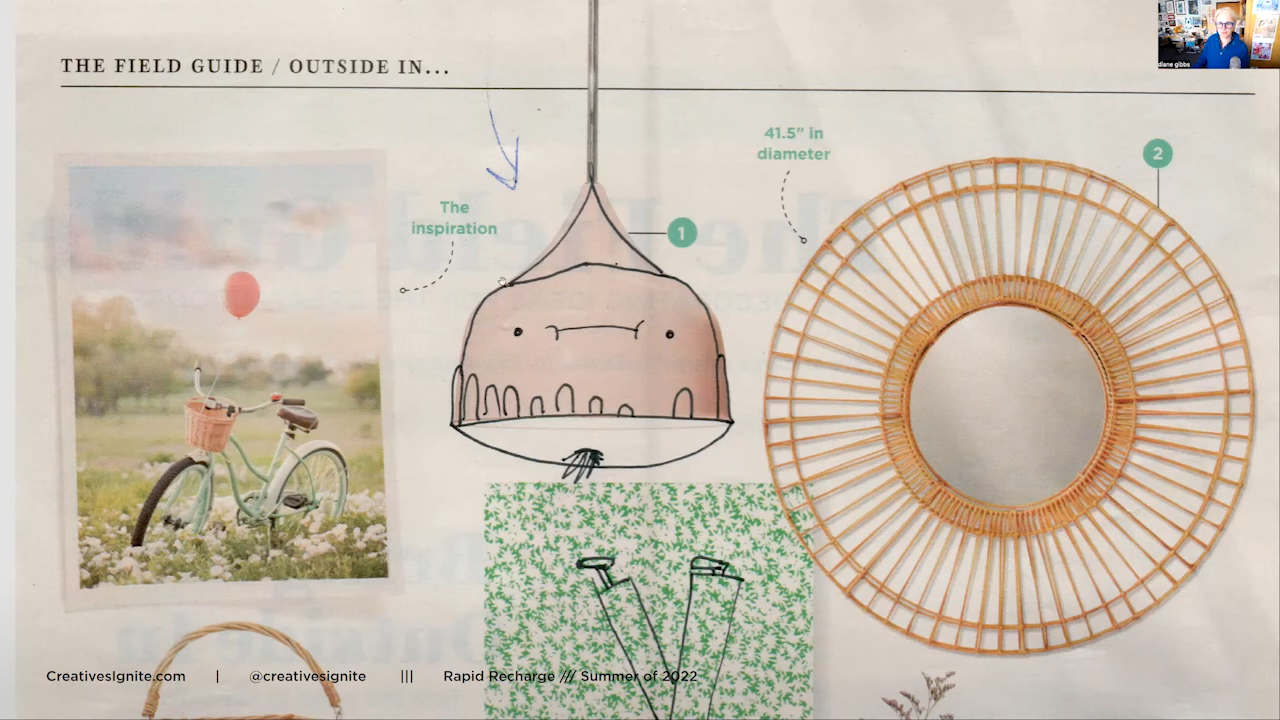 THE FIELD GUIDE / OUTSIDE IN...
The
inspiration
1
41.5" in
diameter
2
CreativesIgnite.com | @creativesignite ||| Rapid Recharge /// Summer of 2022
diane gibbs